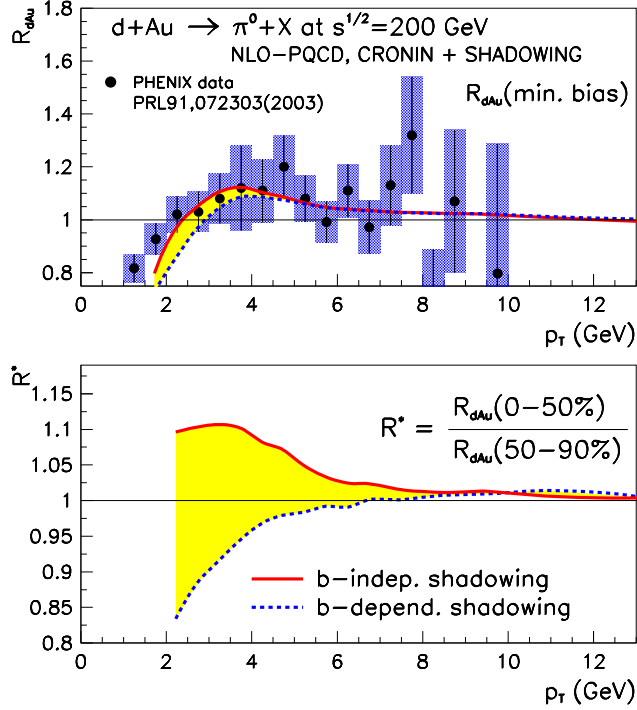 d+Au → π⁰+X at s^1/2=200 GeV
NLO−PQCD, CRONIN + SHADOWING
PHENIX data
PRL91,072303(2003)
R_dAu(min. bias)
R_dAu
1.8
1.6
1.4
1.2
1
0.8
0 2 4 6 8 10 12
p_T (GeV)
R*
1.15
1.1
1.05
1
0.95
0.9
0.85
0.8
R* = R_dAu(0−50%)
R_dAu(50−90%)
b−indep. shadowing
b−depend. shadowing
0 2 4 6 8 10 12
p_T (GeV)